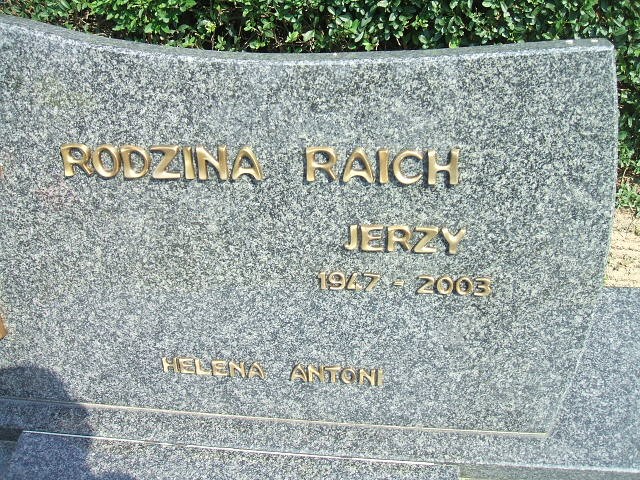 RODZINA RAICH
JERZY
1947 - 2003
HELENA ANTONI